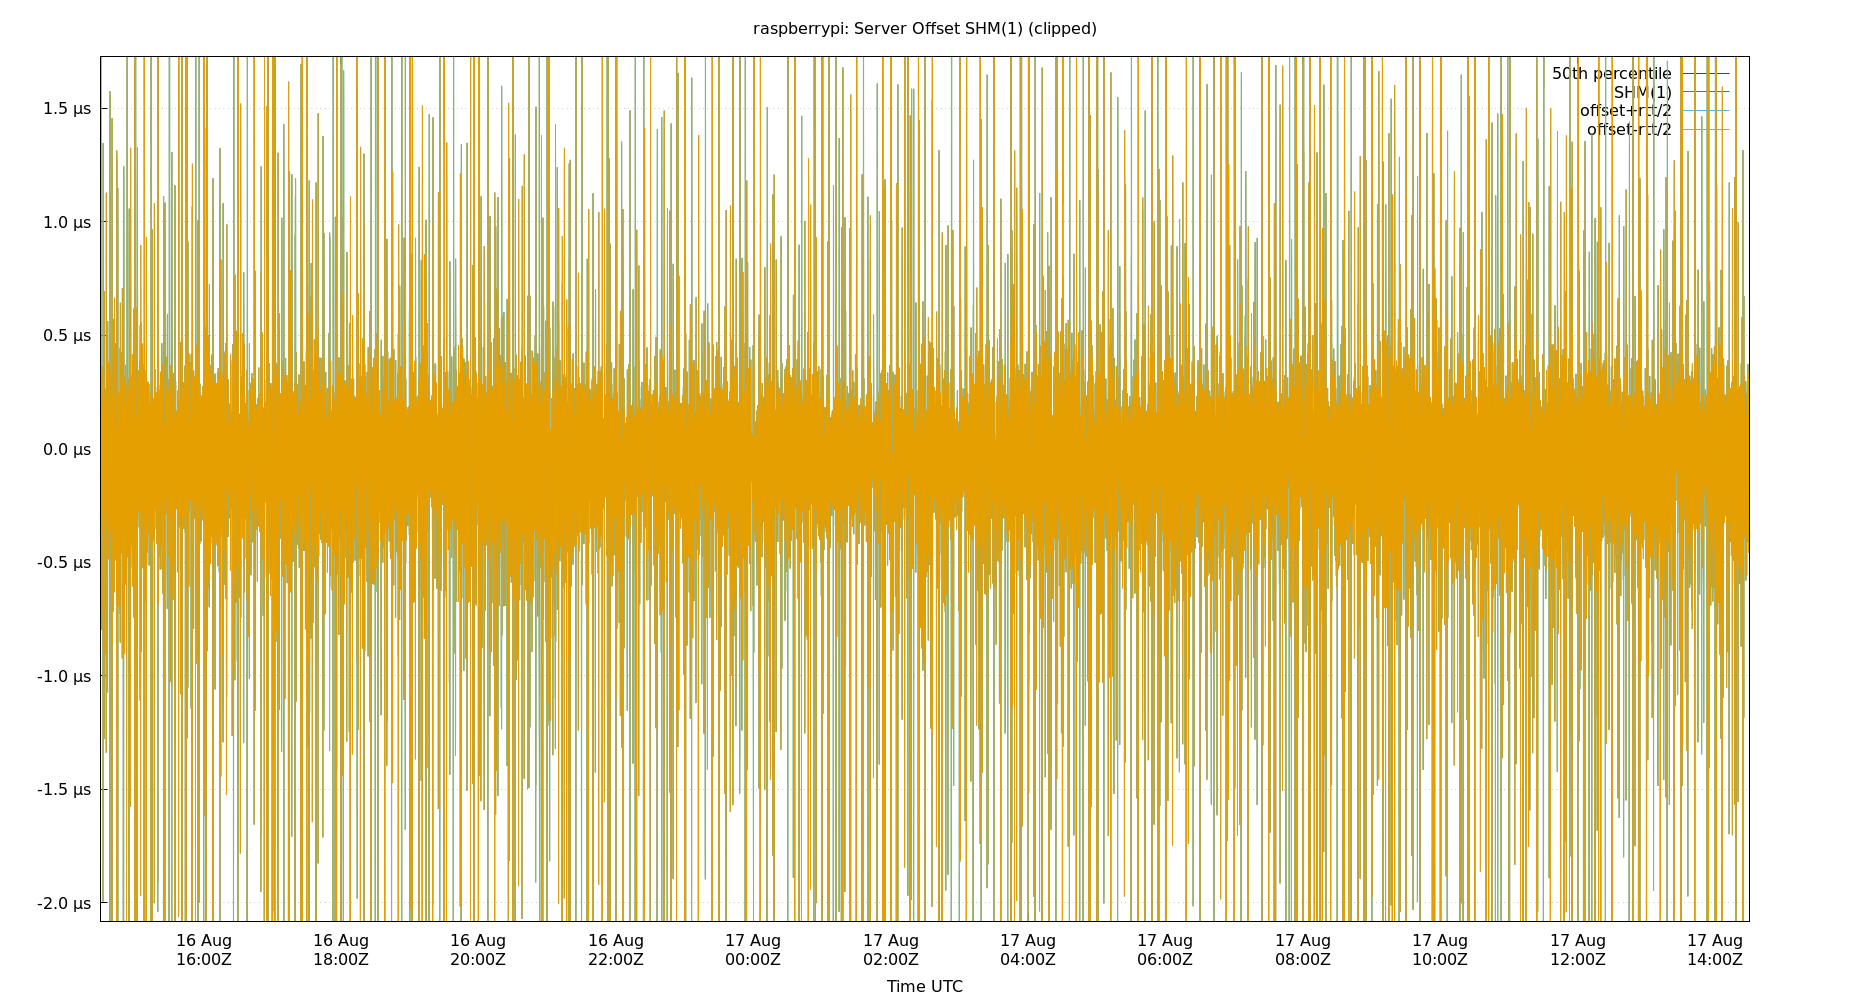 raspberrypi: Server Offset SHM(1) (clipped)
50th percentile
SHM(1)
offset+rtt/2
offset-rtt/2
1.5 µs
1.0 µs
0.5 µs
0.0 µs
-0.5 µs
-1.0 µs
-1.5 µs
-2.0 µs
16 Aug 16 Aug 16 Aug 16 Aug 17 Aug 17 Aug 17 Aug 17 Aug 17 Aug 17 Aug 17 Aug 17 Aug
16:00Z 18:00Z 20:00Z 22:00Z 00:00Z 02:00Z 04:00Z 06:00Z 08:00Z 10:00Z 12:00Z 14:00Z
Time UTC